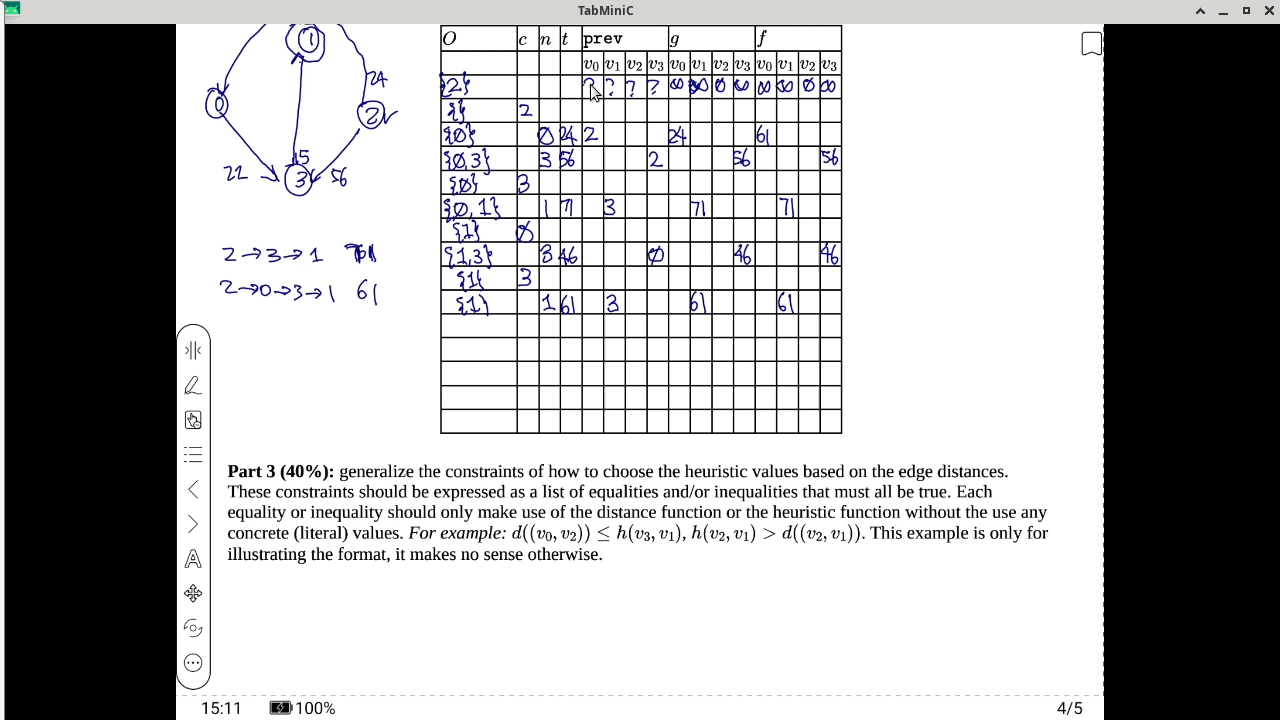 TabMiniC
1
24
0
2
5
22
3
56
2→3→1 71
2→0→3→1 61
O c n t prev g f
v0 v1 v2 v3 v0 v1 v2 v3 v0 v1 v2 v3
{2} ? ? ? ? ∞ ∞ 0 ∞ ∞ ∞ 0 ∞
{} 2
{0} 0 24 2 24 61
{0,3} 3 56 2 56 56
{0} 3
{0,1} 1 71 3 71 71
{1} 0
{1,3} 3 46 0 46 46
{1} 3
{1} 1 61 3 61 61
Part 3 (40%): generalize the constraints of how to choose the heuristic values based on the edge distances.
These constraints should be expressed as a list of equalities and/or inequalities that must all be true. Each
equality or inequality should only make use of the distance function or the heuristic function without the use any
concrete (literal) values. For example: d((v0, v2)) ≤ h(v3, v1), h(v2, v1) > d((v2, v1)). This example is only for
illustrating the format, it makes no sense otherwise.
15:11 100% 4/5